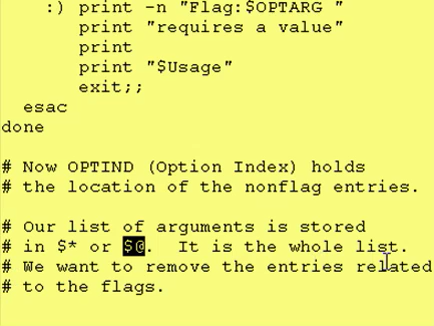 :) print -n "Flag:$OPTARG "
"requires a value"
print
print "$Usage"
exit;;
esac
done
# Now OPTIND (Option Index) holds
# the location of the nonflag entries.
# Our list of arguments is stored
# in $* or $@. It is the whole list.
# We want to remove the entries related
# to the flags.